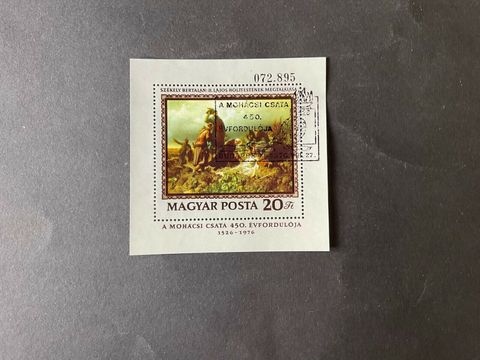 072.895
SZÉKELY BERTALAN: II. LAJOS HOLTTESTÉNEK MEGTALÁLÁSA
A MOHÁCSI CSATA
450.
ÉVFORDULÓJA
MAGYAR POSTA 20 Ft
A MOHÁCSI CSATA 450. ÉVFORDULÓJA
1526-1976